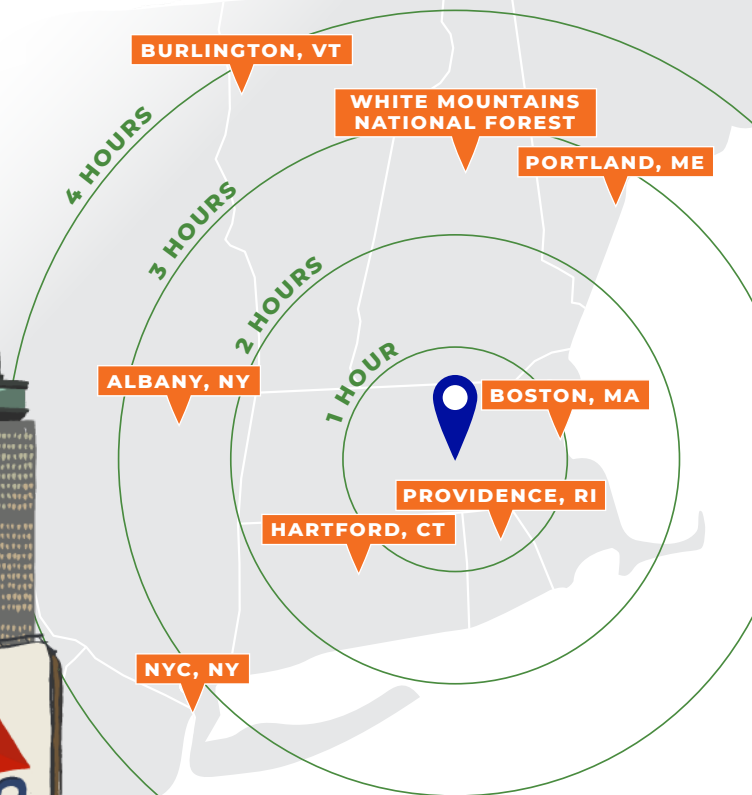 BURLINGTON, VT
WHITE MOUNTAINS
NATIONAL FOREST
PORTLAND, ME
4 HOURS
3 HOURS
2 HOURS
1 HOUR
ALBANY, NY
BOSTON, MA
PROVIDENCE, RI
HARTFORD, CT
NYC, NY